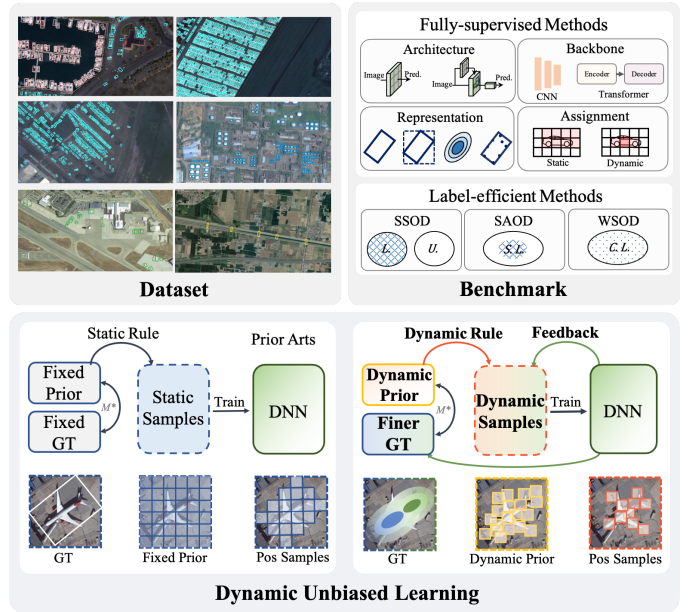 Dataset
Fully-supervised Methods
Architecture
Image
Pred.
Image
Pred.
Backbone
CNN
Encoder
Decoder
Transformer
Representation
Assignment
Static
Dynamic
Label-efficient Methods
SSOD
L.
U.
SAOD
S. L.
WSOD
C. L.
Benchmark
Static Rule
Prior Arts
Fixed
Prior
M*
Fixed
GT
Static
Samples
Train
DNN
GT
Fixed Prior
Pos Samples
Dynamic Rule
Feedback
Dynamic
Prior
M*
Finer
GT
Dynamic
Samples
Train
DNN
GT
Dynamic Prior
Pos Samples
Dynamic Unbiased Learning